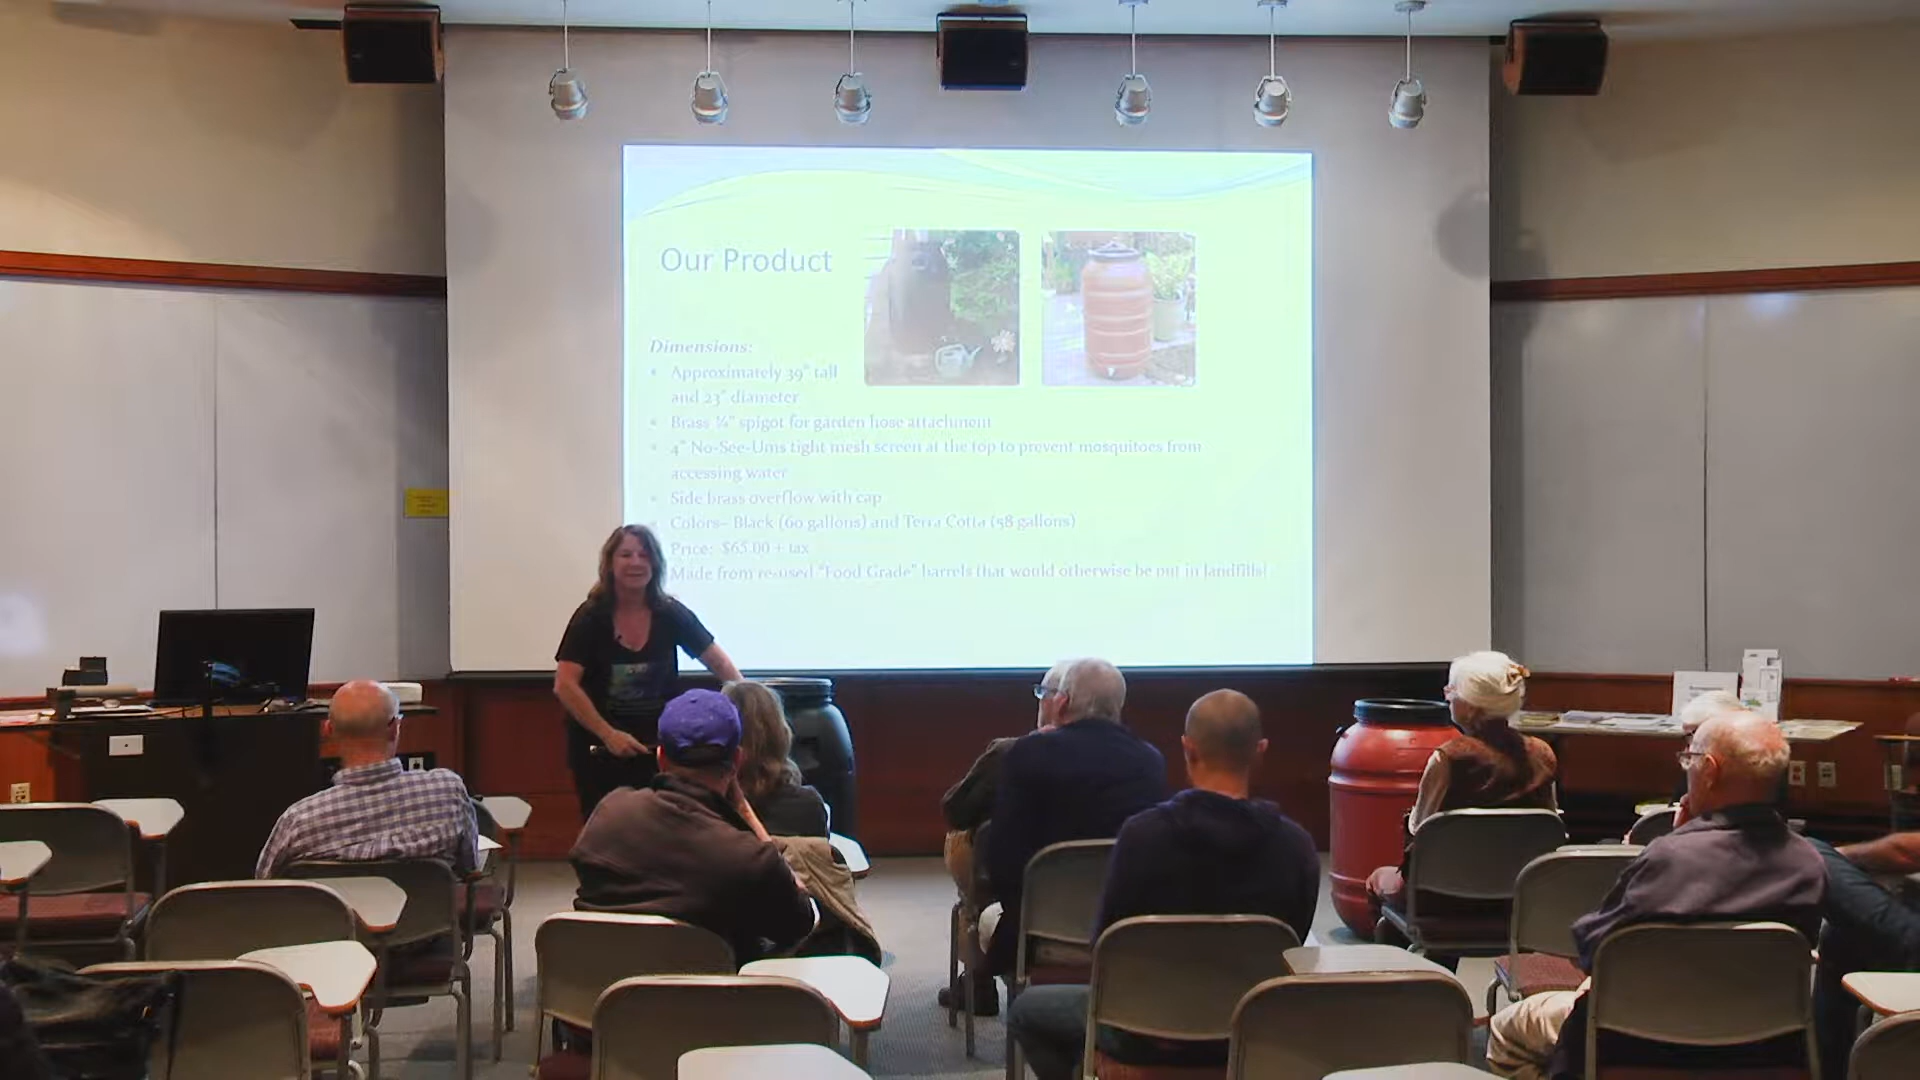 Our Product
Dimensions:
Approximately 39" tall
and 23" diameter
Brass ¾" spigot for garden hose attachment
4" No-See-Ums tight mesh screen at the top to prevent mosquitoes from
accessing water
Side brass overflow with cap
Colors– Black (60 gallons) and Terra Cotta (58 gallons)
Price: $65.00 + tax
Made from re-used "Food Grade" barrels that would otherwise be put in landfills!